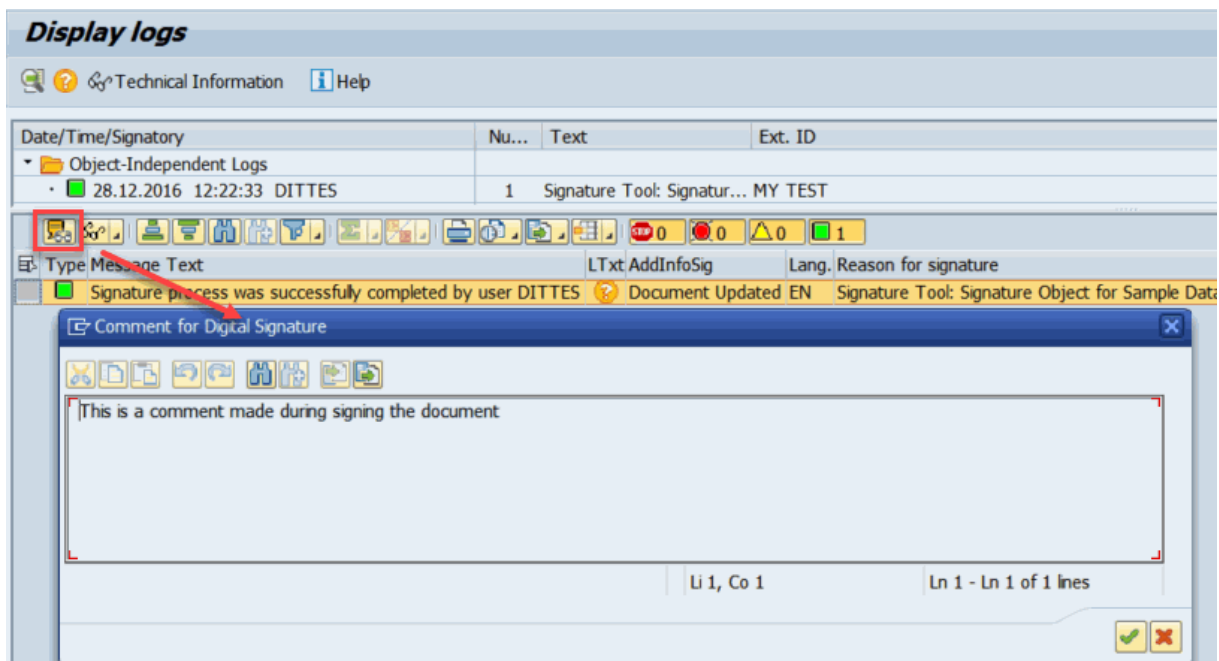 Display logs
Technical Information Help
Date/Time/Signatory Nu... Text Ext. ID
Object-Independent Logs
28.12.2016 12:22:33 DITTES 1 Signature Tool: Signatur... MY TEST
STOP 0 0 0 1
Type Message Text LTxt AddInfoSig Lang. Reason for signature
Signature process was successfully completed by user DITTES Document Updated EN Signature Tool: Signature Object for Sample Data
Comment for Digital Signature
This is a comment made during signing the document
Li 1, Co 1 Ln 1 - Ln 1 of 1 lines